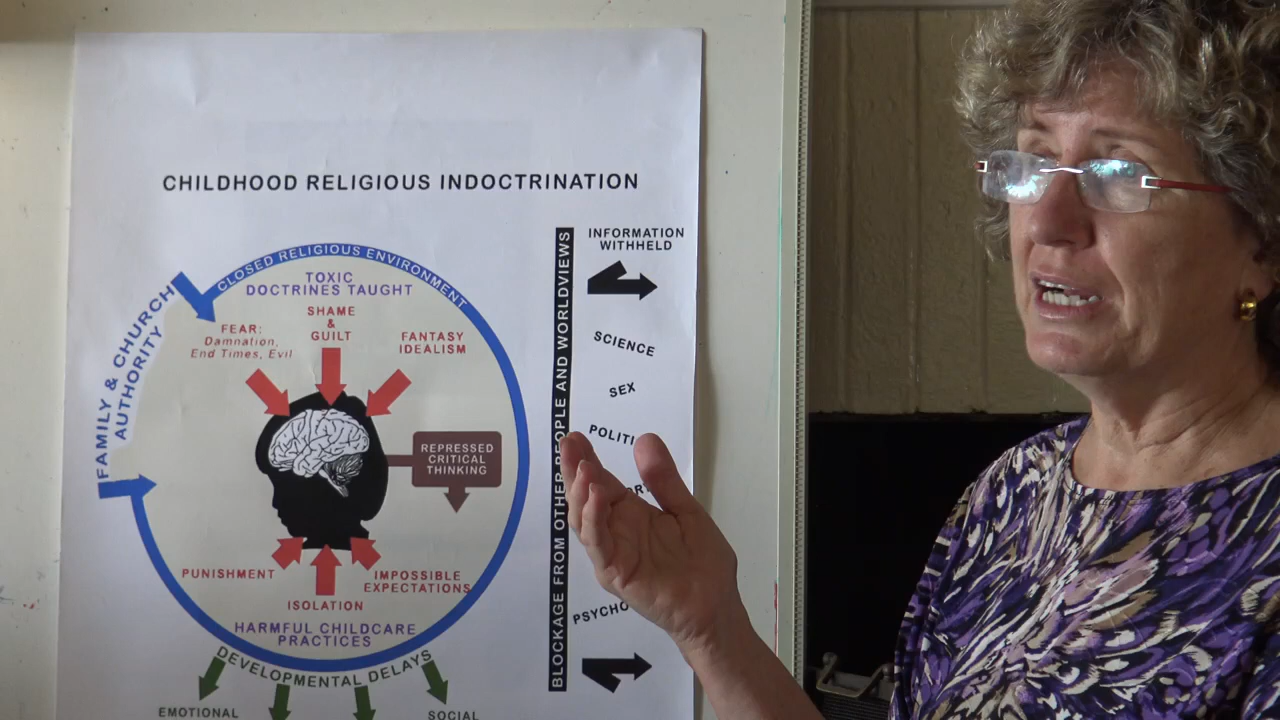 CHILDHOOD RELIGIOUS INDOCTRINATION
CLOSED RELIGIOUS ENVIRONMENT
FAMILY & CHURCH
AUTHORITY
TOXIC
DOCTRINES TAUGHT
FEAR:
Damnation,
End Times, Evil
SHAME
&
GUILT
FANTASY
IDEALISM
REPRESSED
CRITICAL
THINKING
PUNISHMENT
ISOLATION
IMPOSSIBLE
EXPECTATIONS
HARMFUL CHILDCARE
PRACTICES
DEVELOPMENTAL DELAYS
EMOTIONAL
SOCIAL
BLOCKAGE FROM OTHER PEOPLE AND WORLDVIEWS
INFORMATION
WITHHELD
SCIENCE
SEX
POLITI
PSYCHO